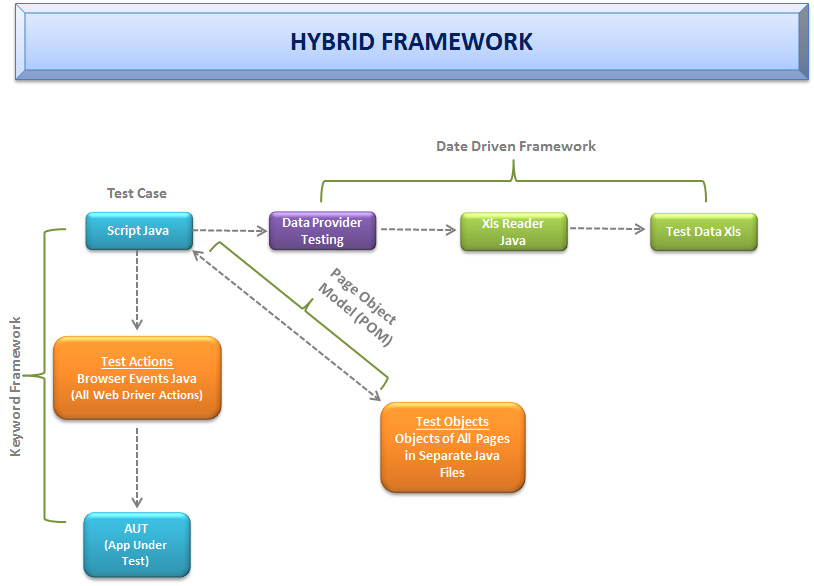 HYBRID FRAMEWORK
Date Driven Framework
Test Case
Script Java
Data Provider
Testing
Xls Reader
Java
Test Data Xls
Page Object
Model (POM)
Keyword Framework
Test Actions
Browser Events Java
(All Web Driver Actions)
Test Objects
Objects of All Pages
in Separate Java
Files
AUT
(App Under
Test)